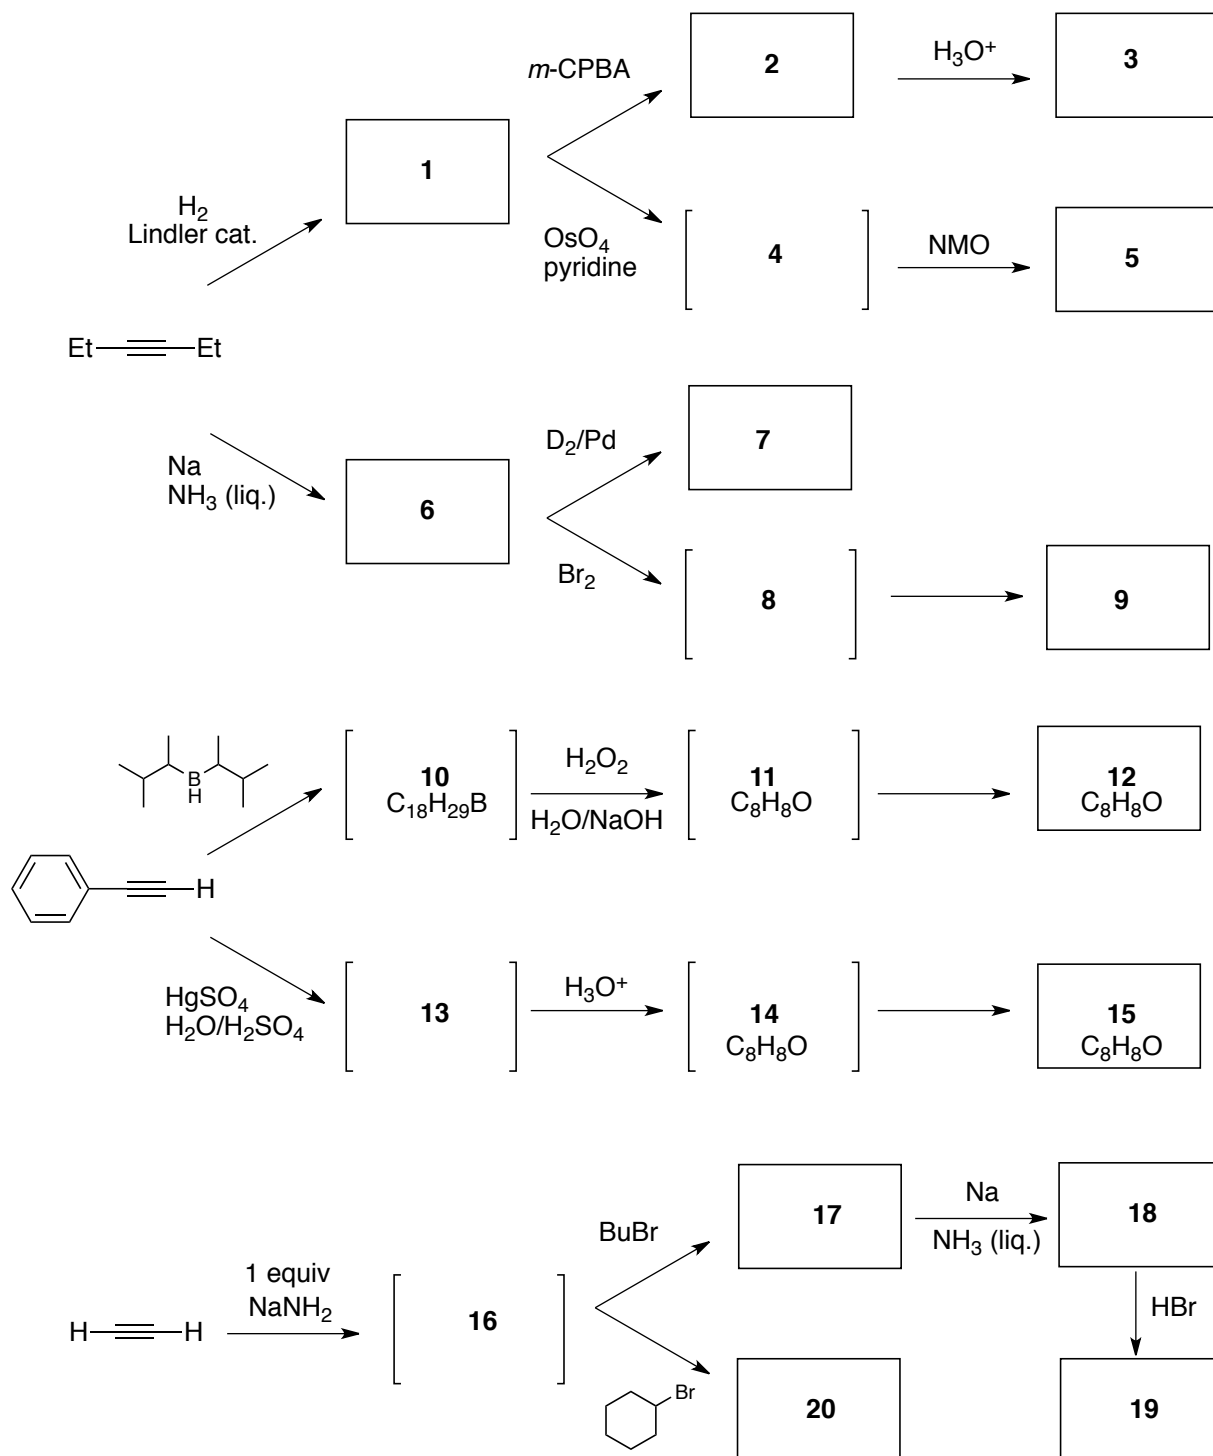 m-CPBA
2
H₃O⁺
3
1
H₂
Lindler cat.
OsO₄
pyridine
4
NMO
5
Et
Et
D₂/Pd
7
Na
NH₃ (liq.)
6
Br₂
8
9
B
H
10
C₁₈H₂₉B
H₂O₂
H₂O/NaOH
11
C₈H₈O
12
C₈H₈O
H
HgSO₄
H₂O/H₂SO₄
13
H₃O⁺
14
C₈H₈O
15
C₈H₈O
BuBr
17
Na
NH₃ (liq.)
18
1 equiv
NaNH₂
H
H
16
HBr
Br
20
19